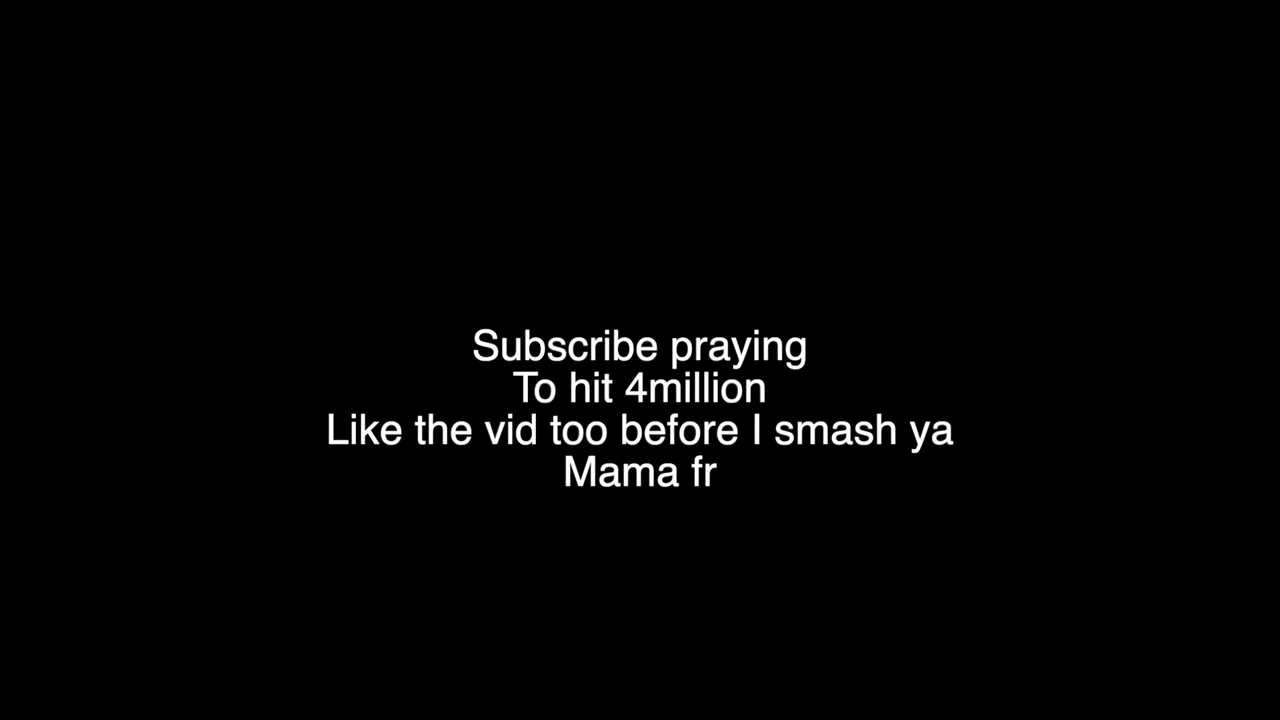 Subscribe praying
To hit 4million
Like the vid too before I smash ya
Mama fr